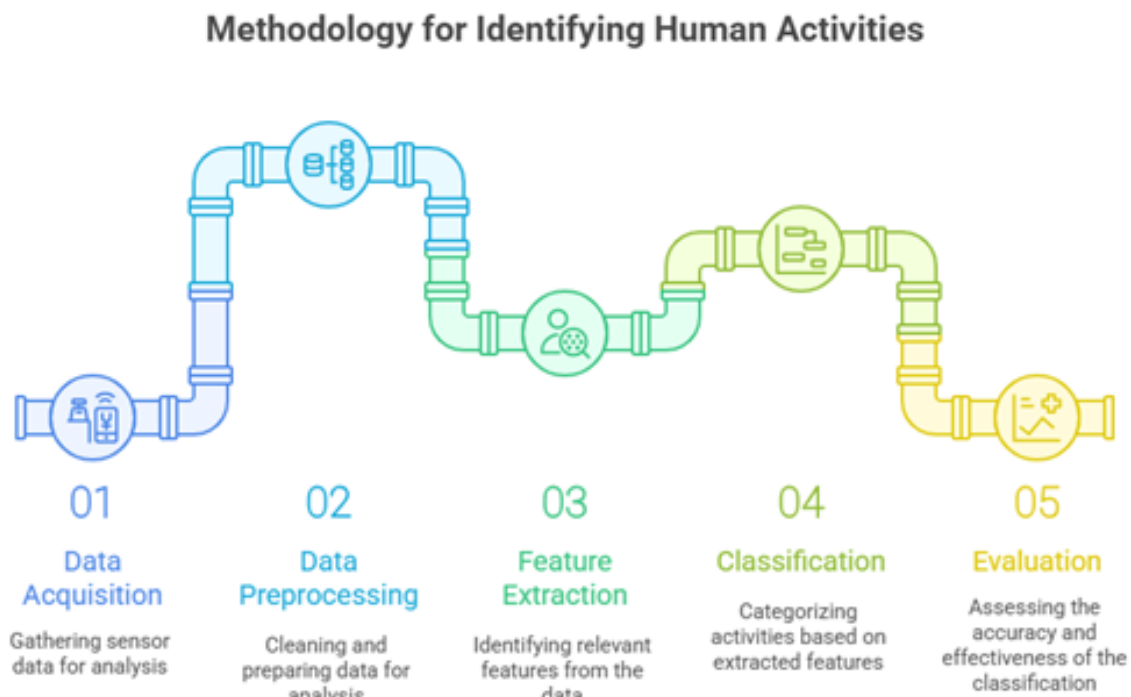 Methodology for Identifying Human Activities
¥
01
Data
Acquisition
Gathering sensor
data for analysis
02
Data
Preprocessing
Cleaning and
preparing data for
analysis
03
Feature
Extraction
Identifying relevant
features from the
data
04
Classification
Categorizing
activities based on
extracted features
05
Evaluation
Assessing the
accuracy and
effectiveness of the
classification